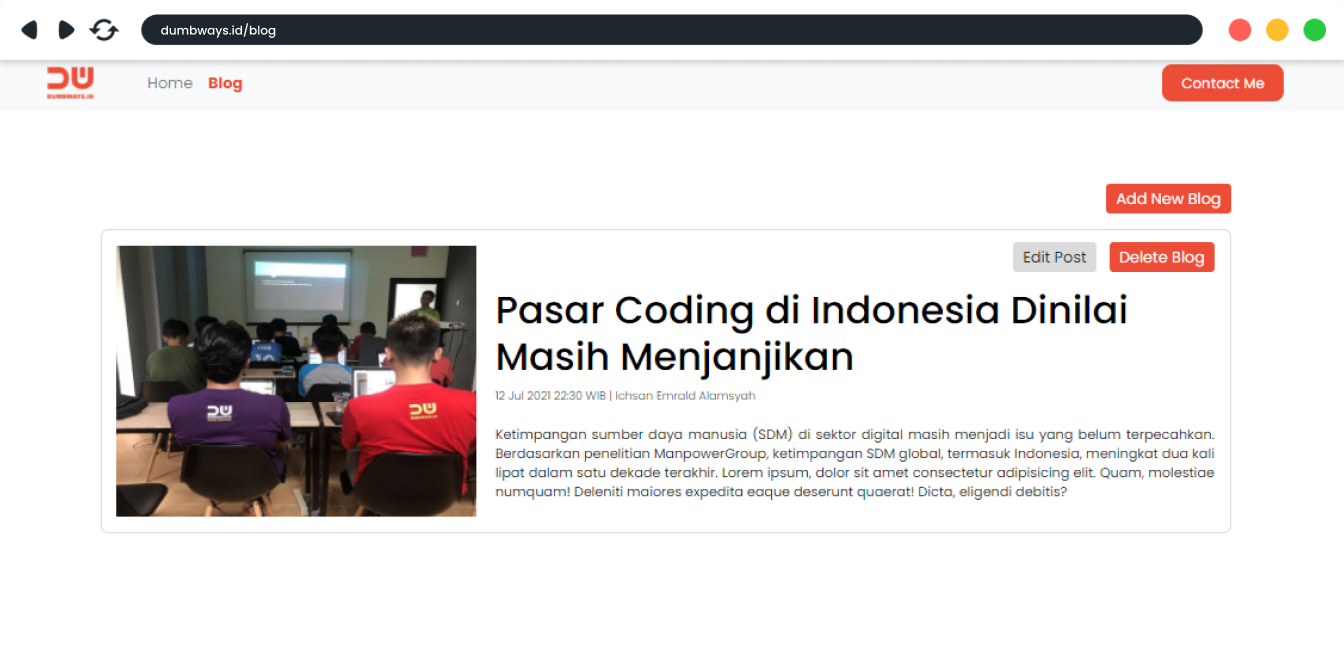 dumbways.id/blog
DW
DUMBWAYS.ID
Home
Blog
Contact Me
Add New Blog
Edit Post
Delete Blog
Pasar Coding di Indonesia Dinilai
Masih Menjanjikan
12 Jul 2021 22:30 WIB | Ichsan Emrald Alamsyah
Ketimpangan sumber daya manusia (SDM) di sektor digital masih menjadi isu yang belum terpecahkan.
Berdasarkan penelitian ManpowerGroup, ketimpangan SDM global, termasuk Indonesia, meningkat dua kali
lipat dalam satu dekade terakhir. Lorem ipsum, dolor sit amet consectetur adipisicing elit. Quam, molestiae
numquam! Deleniti maiores expedita eaque deserunt quaerat! Dicta, eligendi debitis?
DW
DW